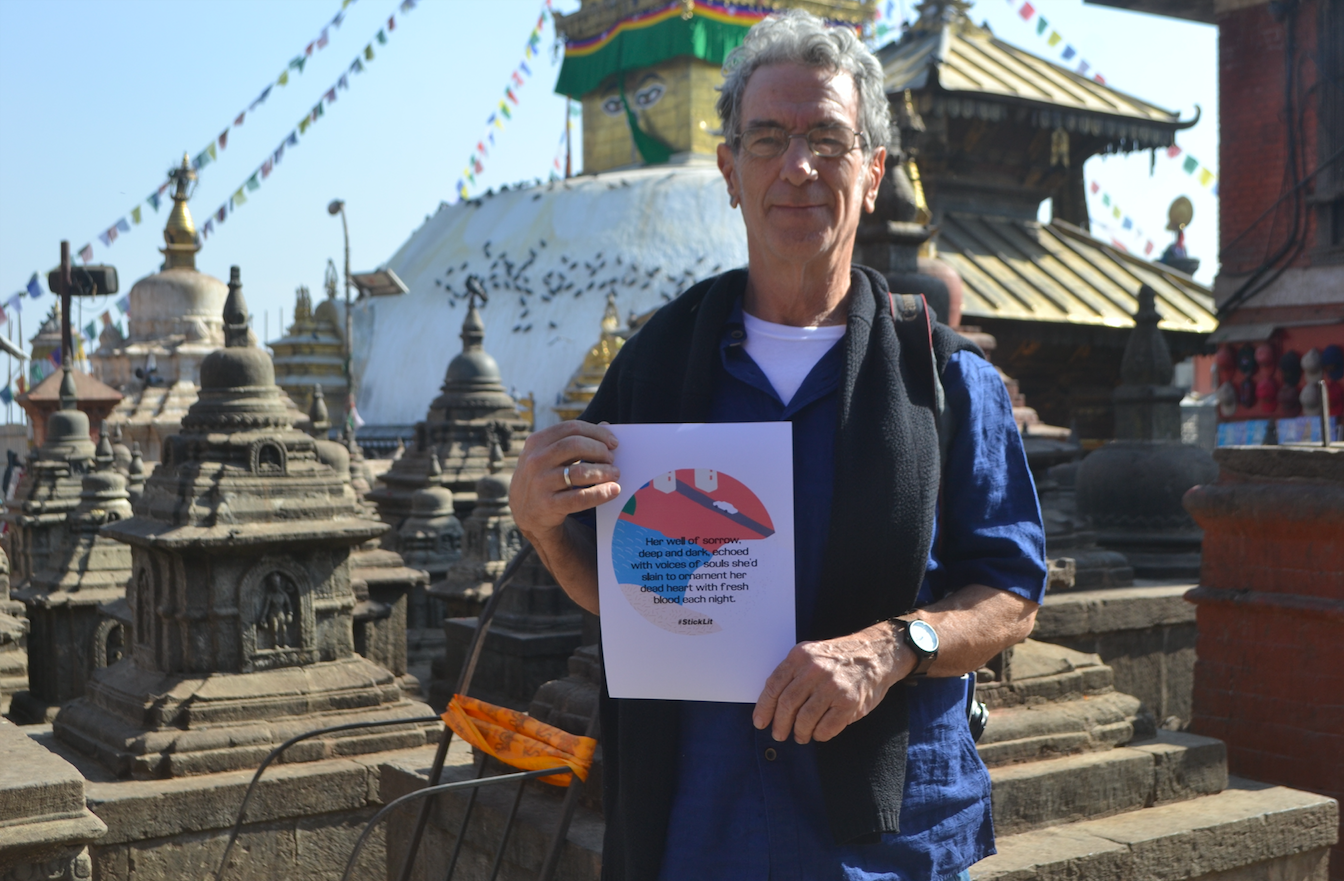 Her well of sorrow,
deep and dark, echoed
with voices of souls she'd
slain to ornament her
dead heart with fresh
blood each night.
#StickLit